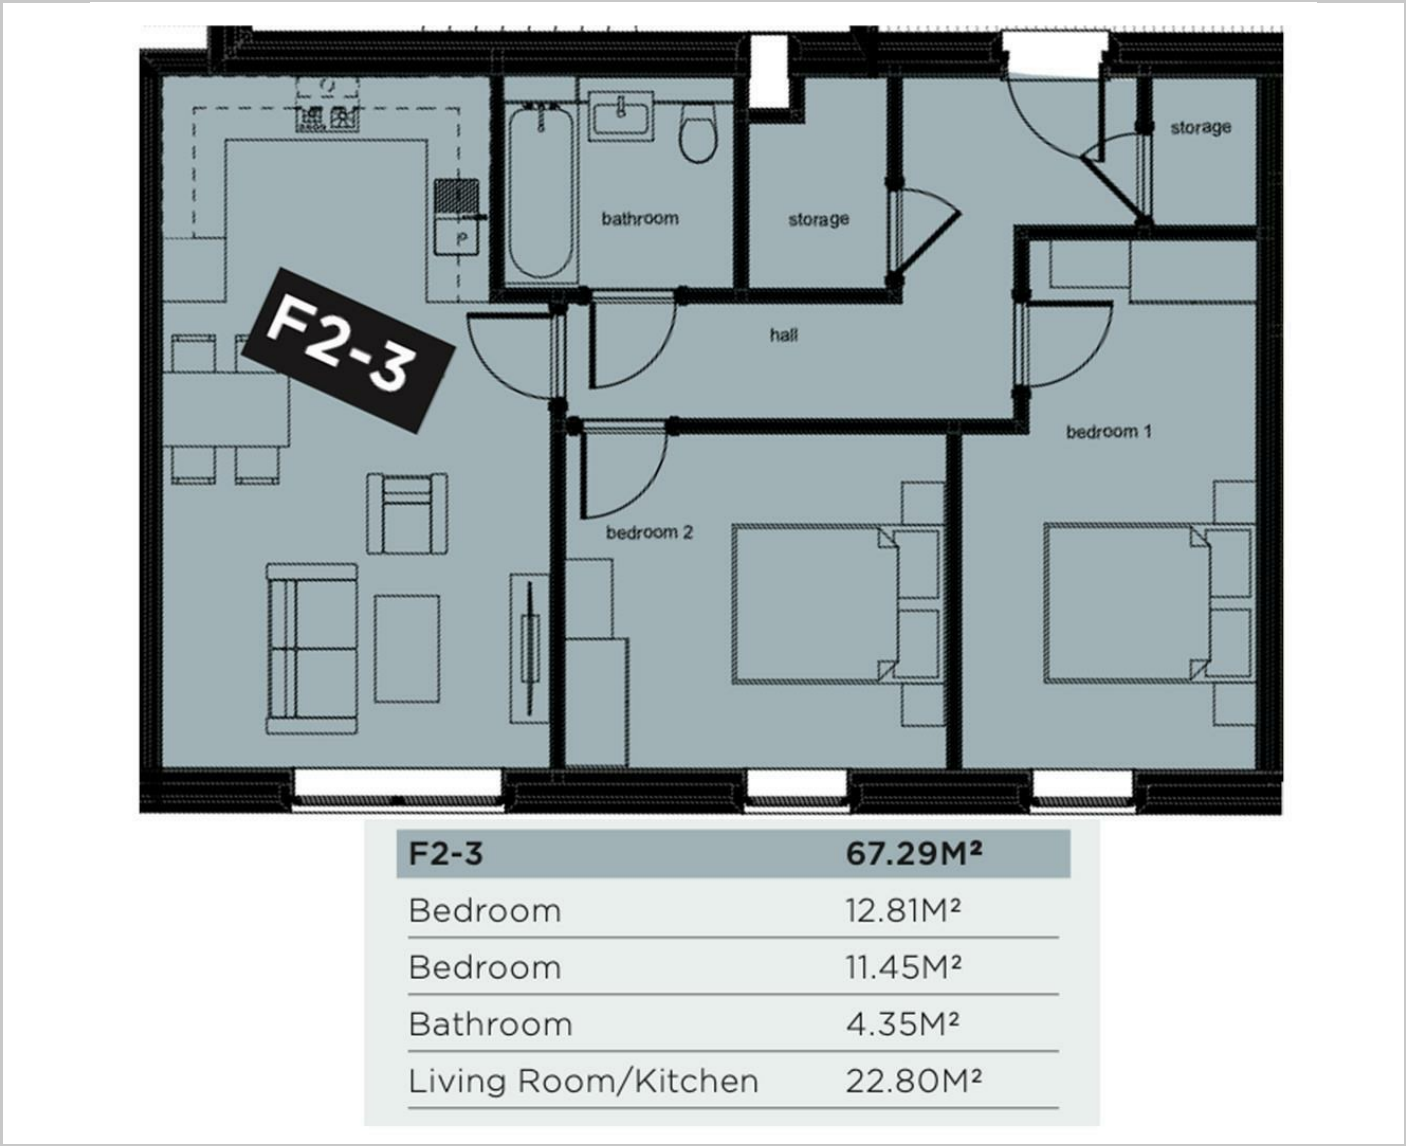 bathroom
storage
storage
hall
F2-3
bedroom 1
bedroom 2
F2-3 67.29M²
Bedroom 12.81M²
Bedroom 11.45M²
Bathroom 4.35M²
Living Room/Kitchen 22.80M²